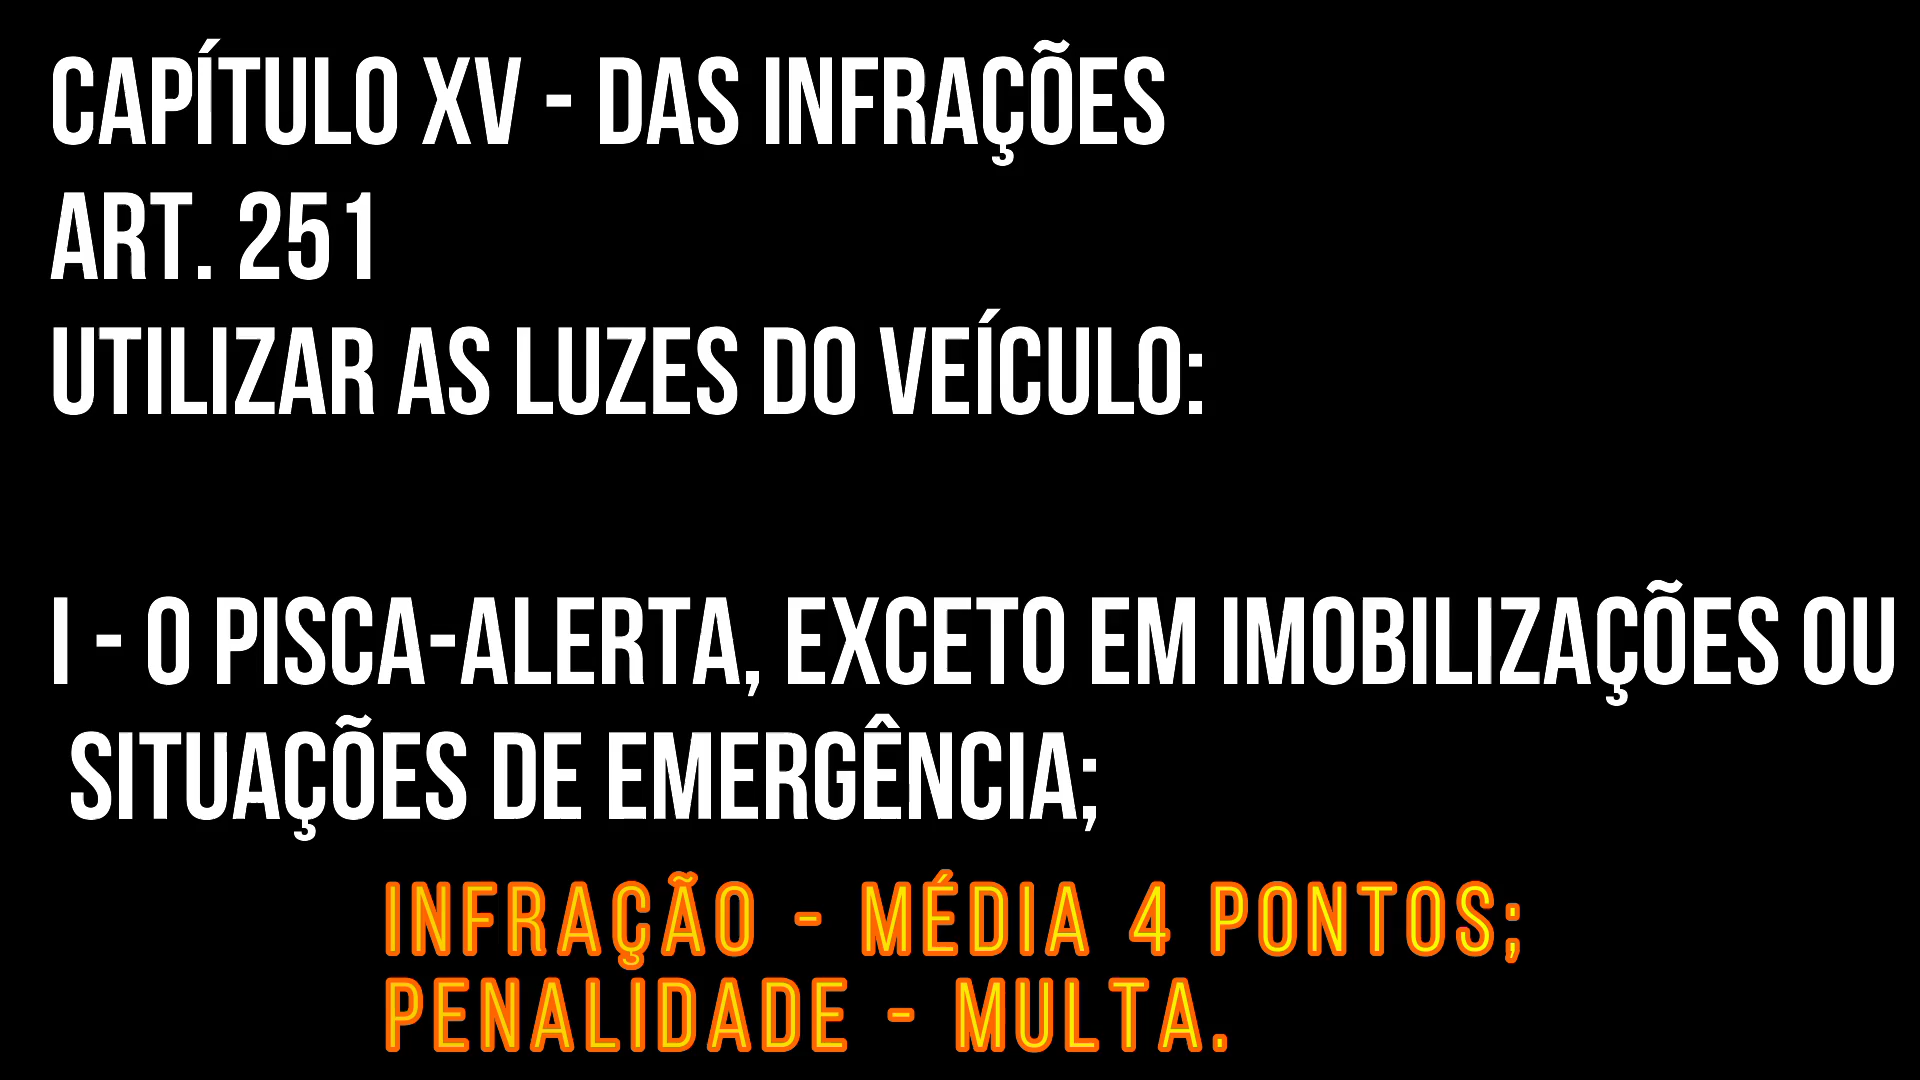 CAPÍTULO XV - DAS INFRAÇÕES
ART. 251
UTILIZAR AS LUZES DO VEÍCULO:
I - O PISCA-ALERTA, EXCETO EM IMOBILIZAÇÕES OU
SITUAÇÕES DE EMERGÊNCIA;
INFRAÇÃO - MÉDIA 4 PONTOS;
PENALIDADE - MULTA.